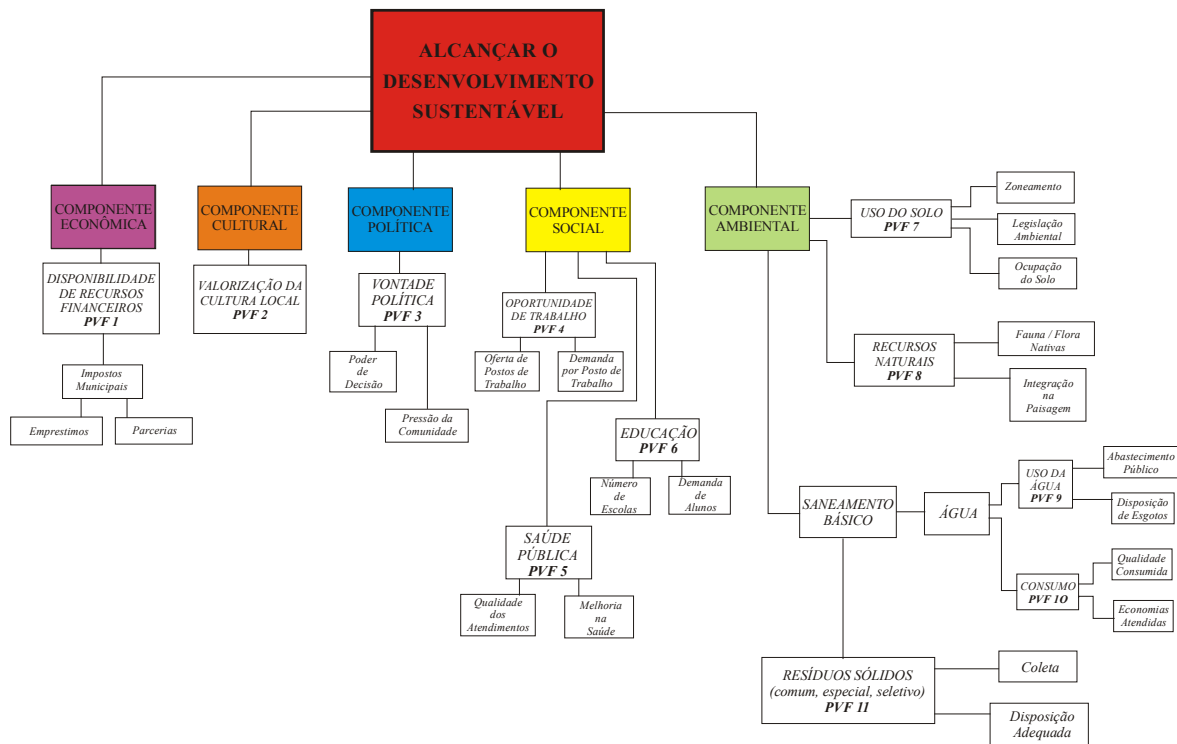 ALCANÇAR O
DESENVOLVIMENTO
SUSTENTÁVEL
COMPONENTE
ECONÔMICA
DISPONIBILIDADE
DE RECURSOS
FINANCEIROS
PVF 1
Impostos
Municipais
Emprestimos
Parcerias
COMPONENTE
CULTURAL
VALORIZAÇÃO DA
CULTURA LOCAL
PVF 2
COMPONENTE
POLÍTICA
VONTADE
POLÍTICA
PVF 3
Poder
de
Decisão
Pressão da
Comunidade
COMPONENTE
SOCIAL
OPORTUNIDADE
DE TRABALHO
PVF 4
Oferta de
Postos de
Trabalho
Demanda
por Posto de
Trabalho
EDUCAÇÃO
PVF 6
Número
de
Escolas
Demanda
de
Alunos
SAÚDE
PÚBLICA
PVF 5
Qualidade
dos
Atendimentos
Melhoria
na
Saúde
COMPONENTE
AMBIENTAL
USO DO SOLO
PVF 7
Zoneamento
Legislação
Ambiental
Ocupação
do Solo
RECURSOS
NATURAIS
PVF 8
Fauna / Flora
Nativas
Integração
na
Paisagem
SANEAMENTO
BÁSICO
ÁGUA
USO DA
ÁGUA
PVF 9
Abastecimento
Público
Disposição
de Esgotos
CONSUMO
PVF 1O
Qualidade
Consumida
Economias
Atendidas
RESÍDUOS SÓLIDOS
(comum, especial, seletivo)
PVF 11
Coleta
Disposição
Adequada